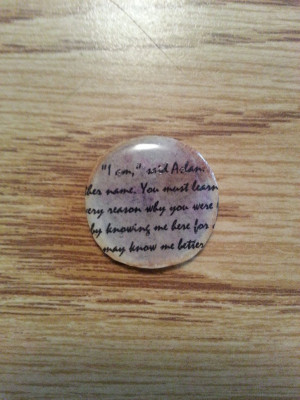 "I am," said Aslan.
ther name. You must learn
ery reason why you were
by knowing me here for a
may know me better